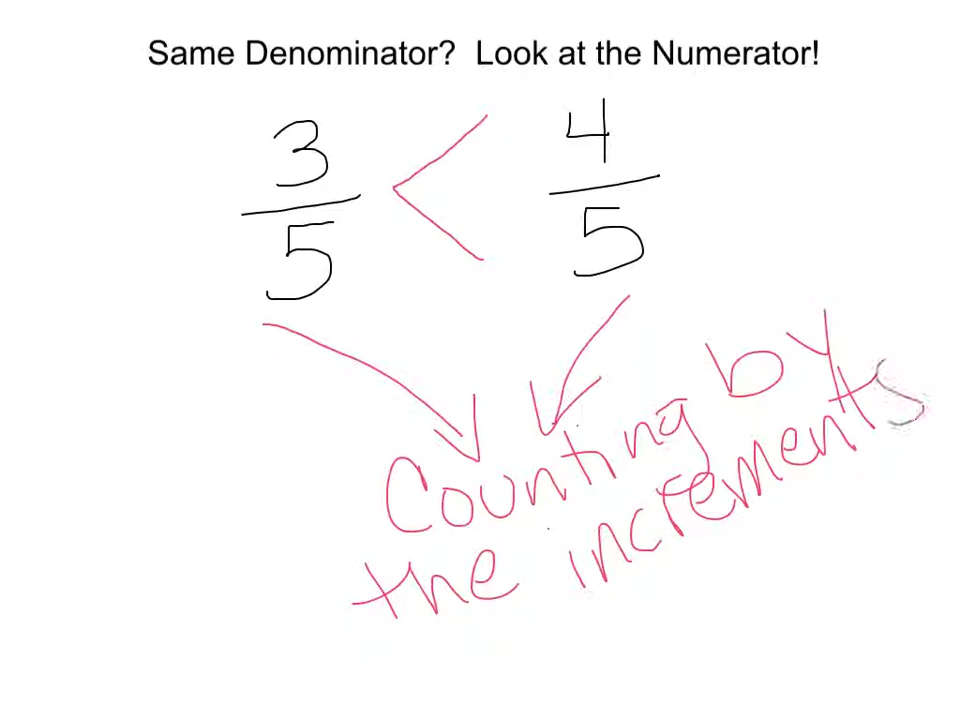 Same Denominator? Look at the Numerator!
3/5 < 4/5
Counting by
the increments